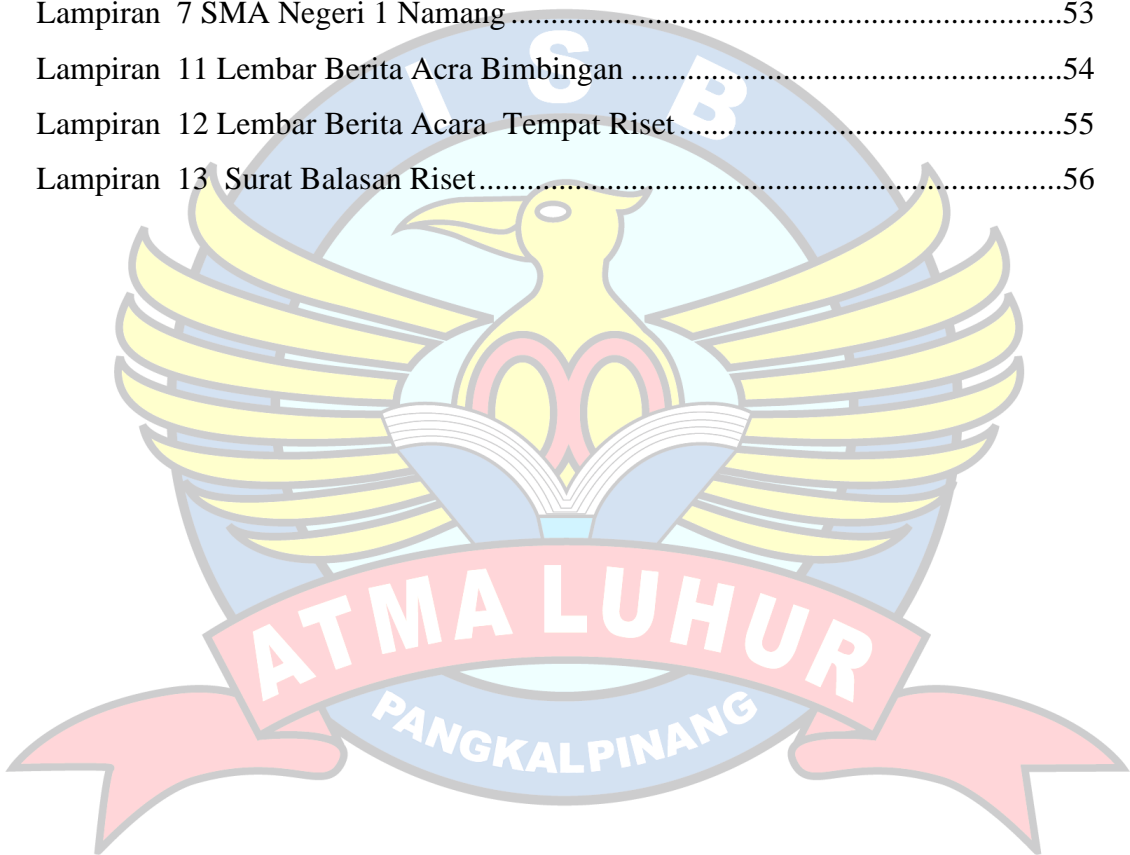 Lampiran 7 SMA Negeri 1 Namang.....................................................................................53
Lampiran 11 Lembar Berita Acra Bimbingan ..................................................................54
Lampiran 12 Lembar Berita Acara Tempat Riset...........................................................55
Lampiran 13 Surat Balasan Riset.........................................................................................56
I S B
ATMA LUHUR
PANGKALPINANG